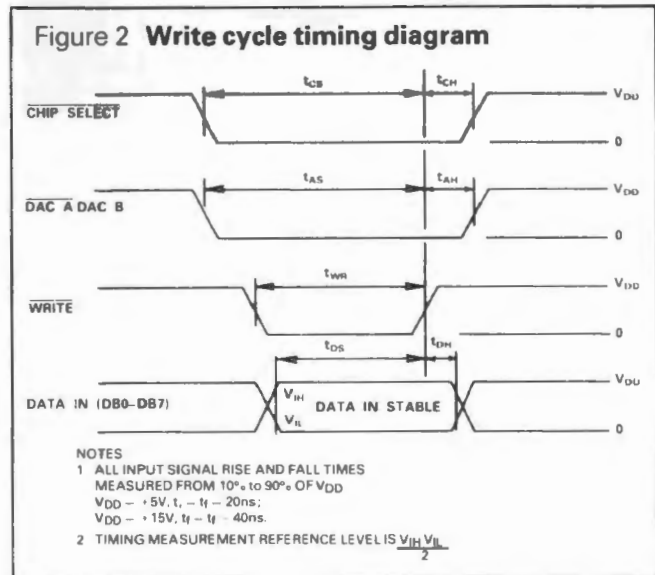 Figure 2 Write cycle timing diagram
tCS tCH
VDD
CHIP SELECT
0
tAS tAH
VDD
DAC A DAC B
0
tWR
VDD
WRITE
0
tDS tDH
VDD
VIH
DATA IN (DB0-DB7) DATA IN STABLE
VIL
0
NOTES
1 ALL INPUT SIGNAL RISE AND FALL TIMES
MEASURED FROM 10% to 90% OF VDD
VDD - +5V, tr - tf - 20ns;
VDD - +15V, tf - tf - 40ns.
2 TIMING MEASUREMENT REFERENCE LEVEL IS VIH VIL
2